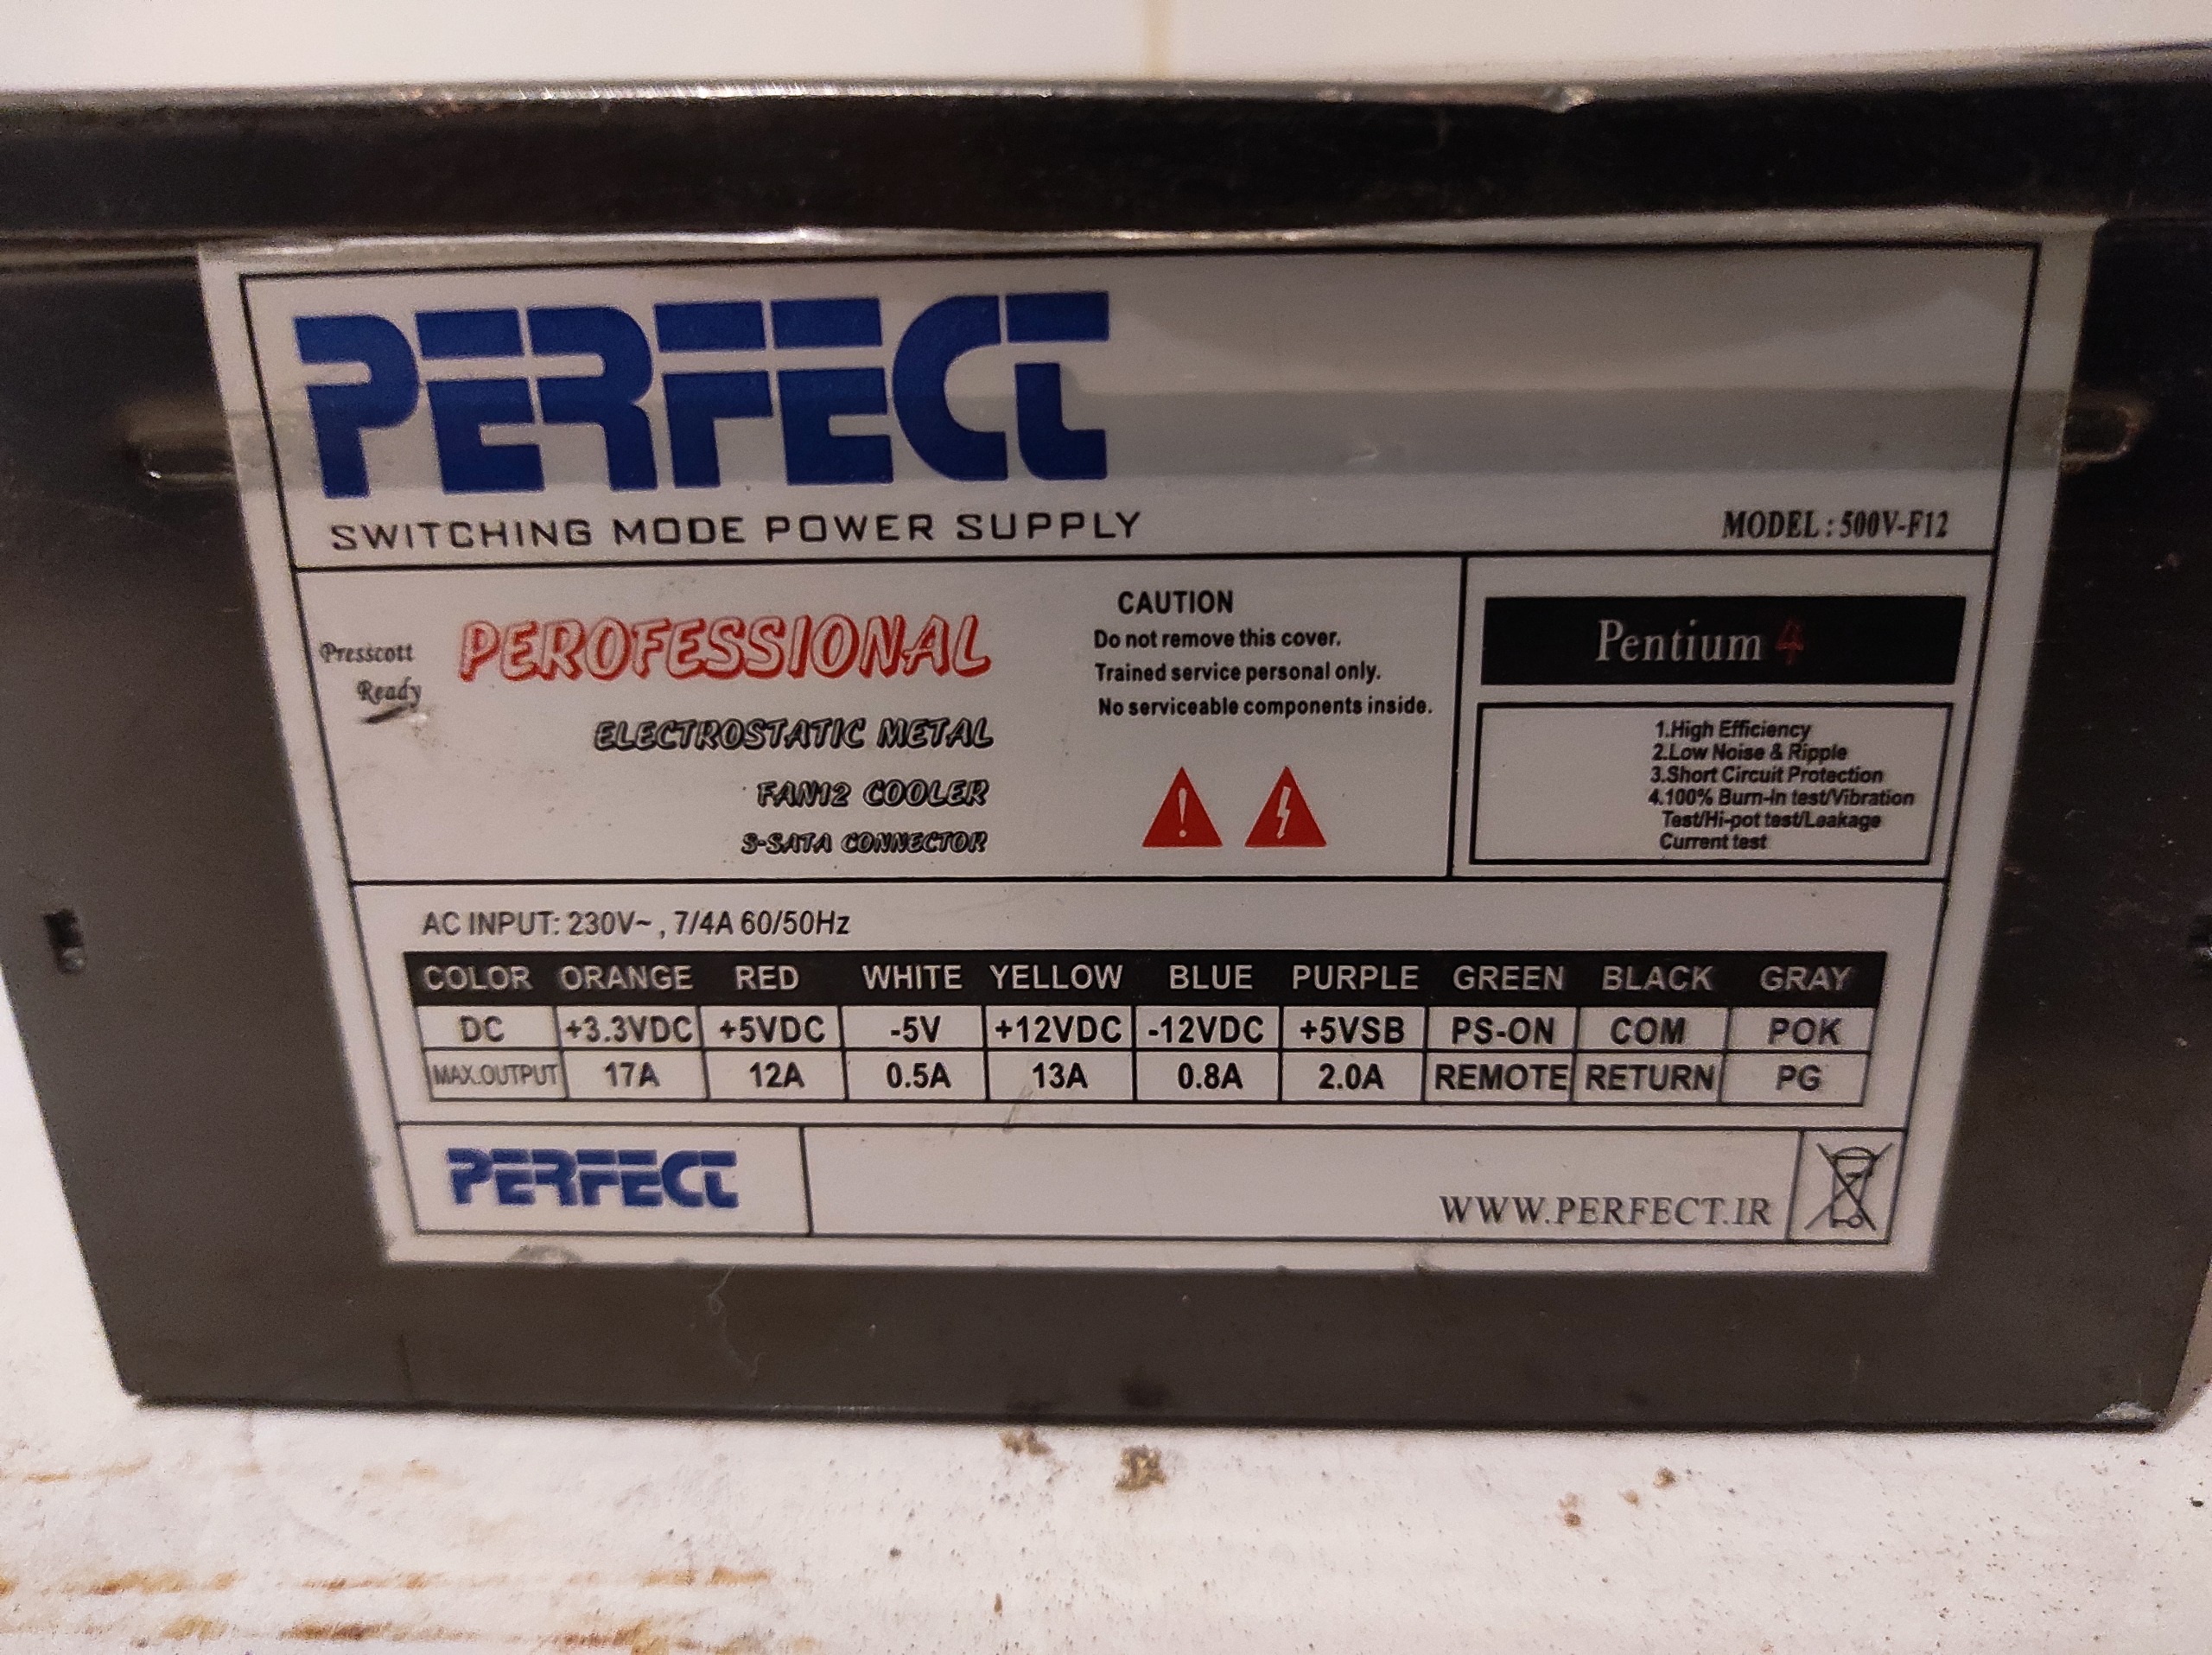 PERFECT
SWITCHING MODE POWER SUPPLY
MODEL : 500V-F12
Presscott
Ready
PEROFESSIONAL
ELECTROSTATIC METAL
FAN12 COOLER
3-SATA CONNECTOR
CAUTION
Do not remove this cover.
Trained service personal only.
No serviceable components inside.
Pentium 4
1.High Efficiency
2.Low Noise & Ripple
3.Short Circuit Protection
4.100% Burn-In test/Vibration
Test/Hi-pot test/Leakage
Current test
AC INPUT: 230V~ , 7/4A 60/50Hz
COLOR ORANGE RED WHITE YELLOW BLUE PURPLE GREEN BLACK GRAY
DC +3.3VDC +5VDC -5V +12VDC -12VDC +5VSB PS-ON COM POK
MAX.OUTPUT 17A 12A 0.5A 13A 0.8A 2.0A REMOTE RETURN PG
PERFECT
WWW.PERFECT.IR